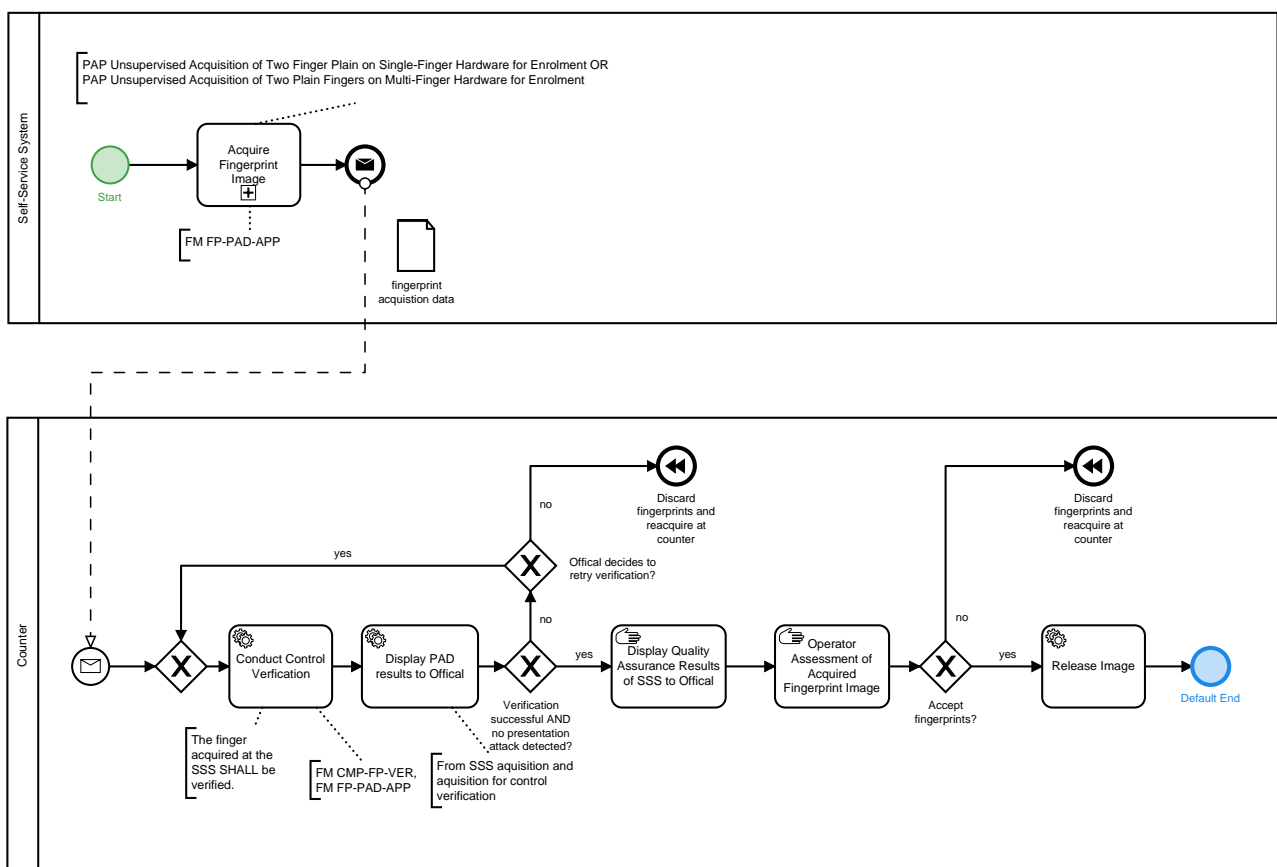 Self-Service System
PAP Unsupervised Acquisition of Two Finger Plain on Single-Finger Hardware for Enrolment OR
PAP Unsupervised Acquisition of Two Plain Fingers on Multi-Finger Hardware for Enrolment
Start
Acquire
Fingerprint
Image
FM FP-PAD-APP
fingerprint
acquistion data
Counter
Discard
fingerprints and
reacquire at
counter
no
Offical decides to
retry verification?
yes
no
Conduct Control
Verfication
Display PAD
results to Offical
Verification
successful AND
no presentation
attack detected?
yes
The finger
acquired at the
SSS SHALL be
verified.
FM CMP-FP-VER,
FM FP-PAD-APP
From SSS aquisition and
aquisition for control
verification
Display Quality
Assurance Results
of SSS to Offical
Operator
Assessment of
Acquired
Fingerprint Image
Accept
fingerprints?
no
Discard
fingerprints and
reacquire at
counter
yes
Release Image
Default End